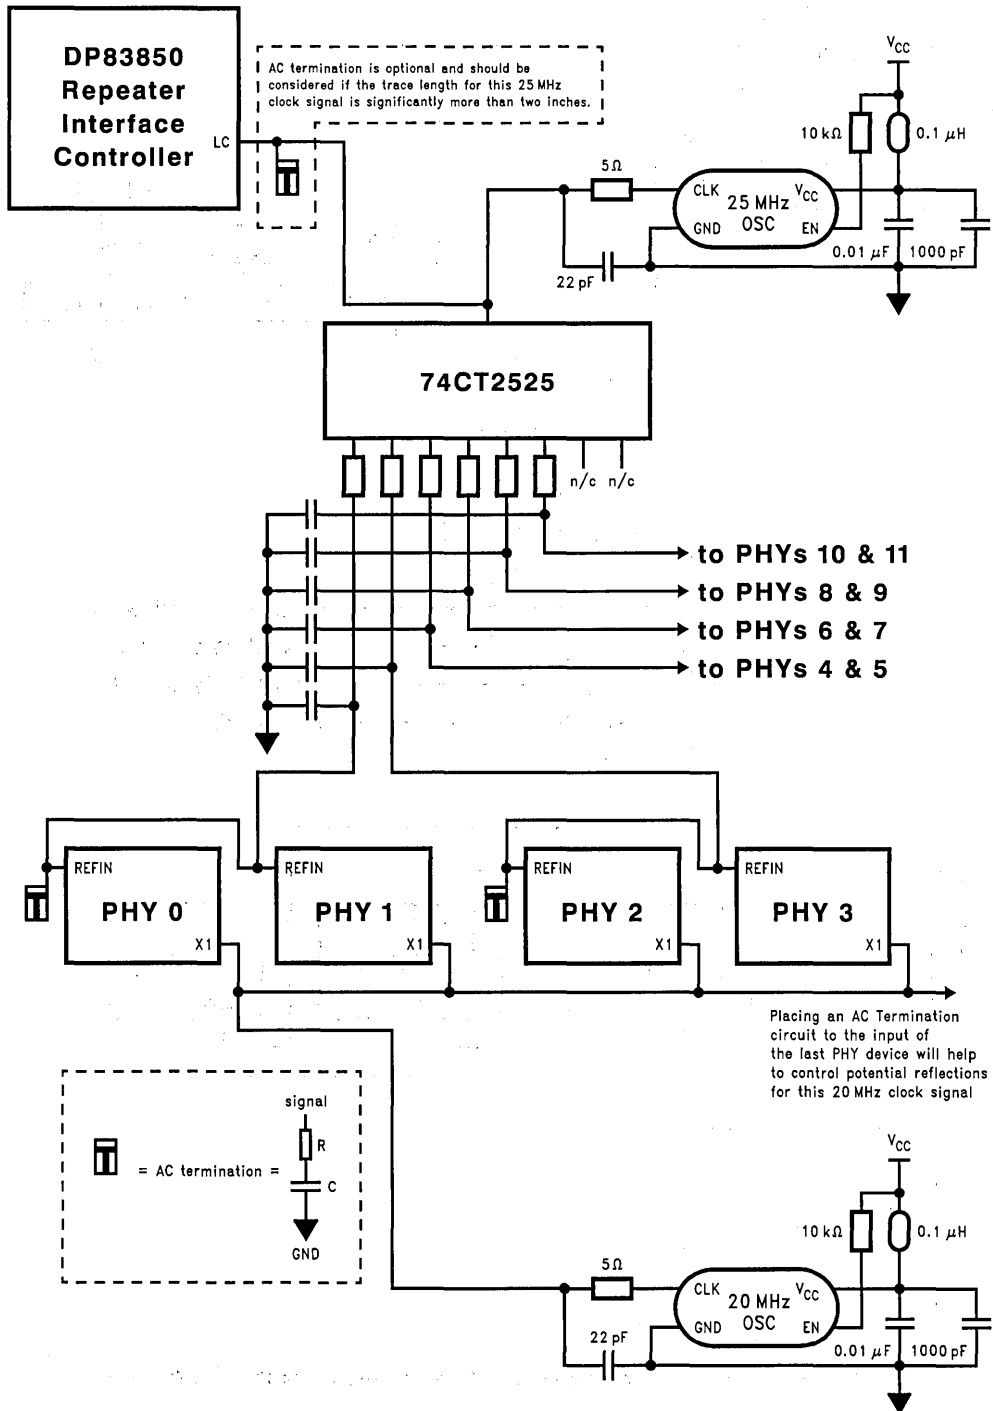 DP83850
Repeater
Interface
Controller
LC
AC termination is optional and should be
considered if the trace length for this 25 MHz
clock signal is significantly more than two inches.
VCC
10 kΩ
0.1 μH
5Ω
CLK
VCC
25 MHz
OSC
GND
EN
22 pF
0.01 μF
1000 pF
74CT2525
n/c
n/c
to PHYs 10 & 11
to PHYs 8 & 9
to PHYs 6 & 7
to PHYs 4 & 5
REFIN
PHY 0
X1
REFIN
PHY 1
X1
REFIN
PHY 2
X1
REFIN
PHY 3
X1
Placing an AC Termination
circuit to the input of
the last PHY device will help
to control potential reflections
for this 20 MHz clock signal
signal
R
= AC termination =
C
GND
VCC
10 kΩ
0.1 μH
5Ω
CLK
VCC
20 MHz
OSC
GND
EN
22 pF
0.01 μF
1000 pF